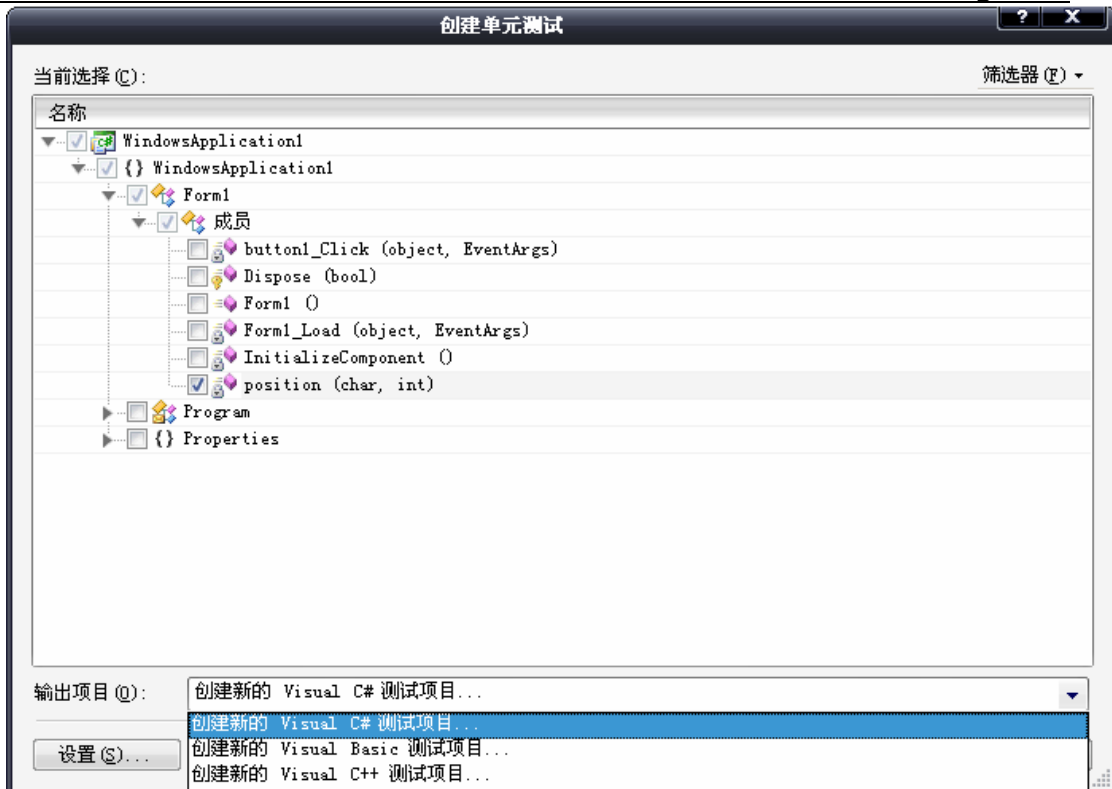 创建单元测试
? X
当前选择(C):
筛选器(F)
名称
WindowsApplication1
{} WindowsApplication1
Form1
成员
button1_Click (object, EventArgs)
Dispose (bool)
Form1 ()
Form1_Load (object, EventArgs)
InitializeComponent ()
position (char, int)
Program
{} Properties
输出项目(O):
创建新的 Visual C# 测试项目...
创建新的 Visual C# 测试项目...
设置(S)...
创建新的 Visual Basic 测试项目...
创建新的 Visual C++ 测试项目...